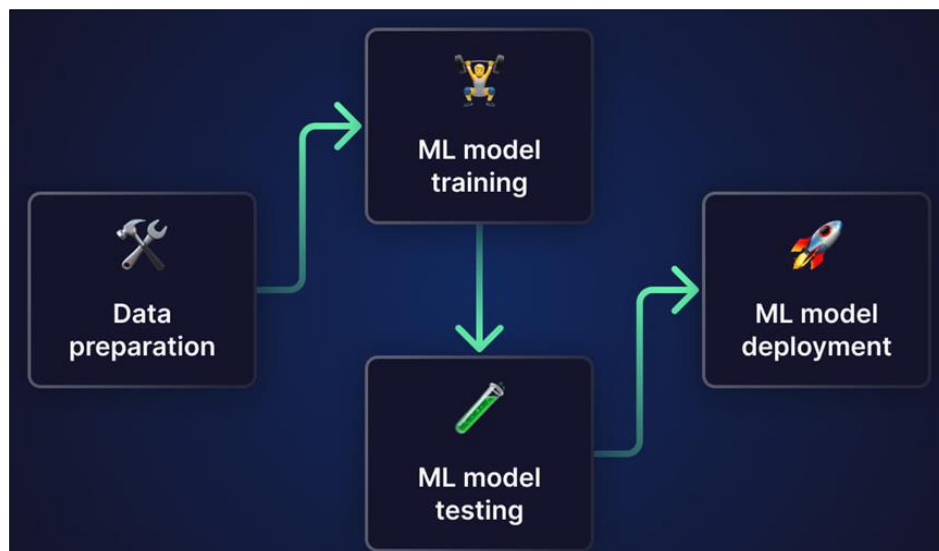 Data
preparation
ML model
training
ML model
testing
ML model
deployment